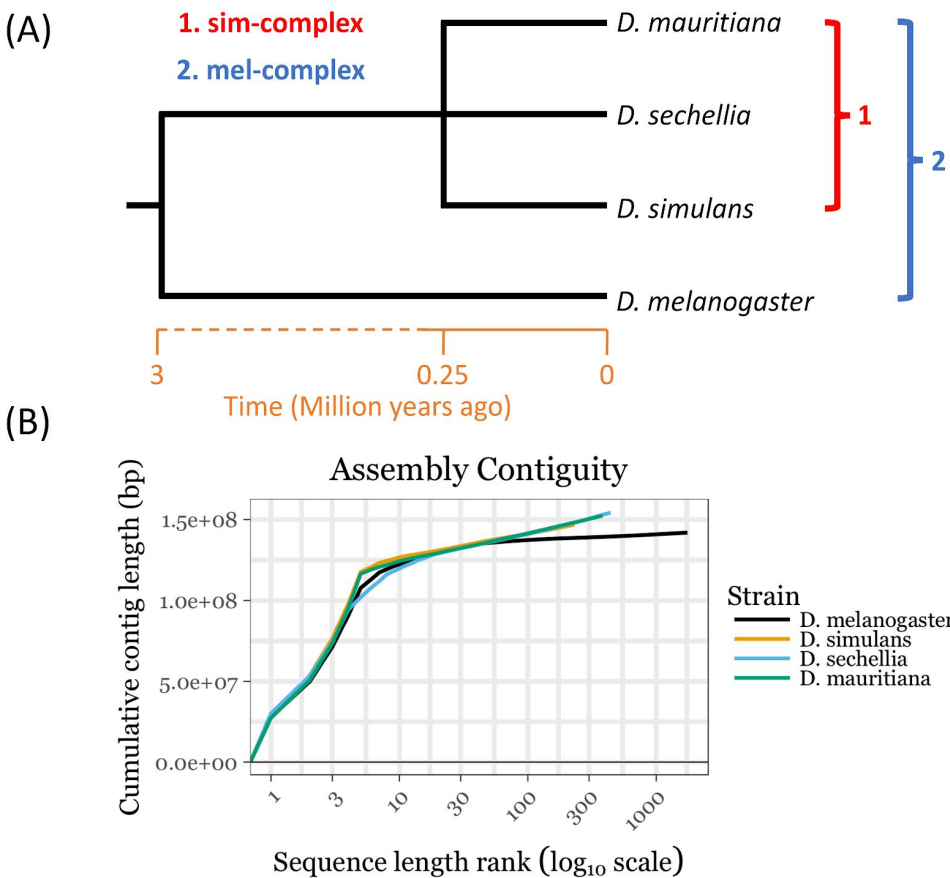 (A)
1. sim-complex
2. mel-complex
D. mauritiana
D. sechellia
D. simulans
D. melanogaster
1
2
3
0.25
0
Time (Million years ago)
(B)
Assembly Contiguity
Cumulative contig length (bp)
1.5e+08
1.0e+08
5.0e+07
0.0e+00
1
3
10
30
100
300
1000
Sequence length rank (log₁₀ scale)
Strain
D. melanogaster
D. simulans
D. sechellia
D. mauritiana